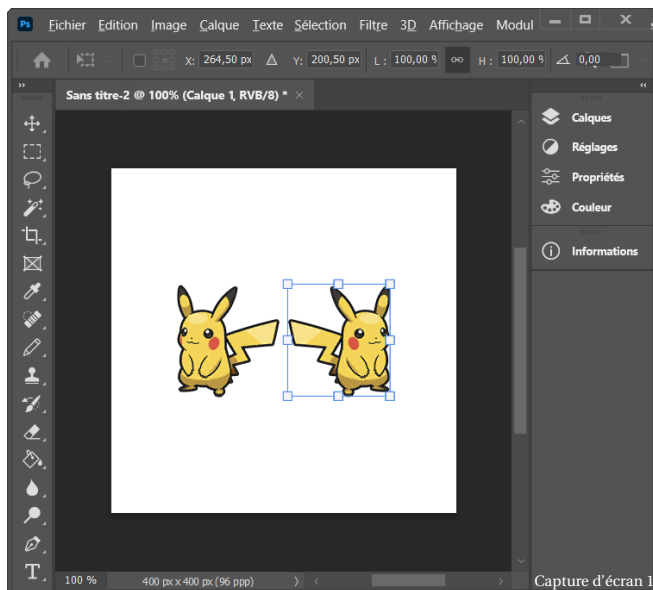 Ps Fichier Edition Image Calque Texte Sélection Filtre 3D Affichage Modul
X: 264,50 px Δ Y: 200,50 px L : 100,00 % H : 100,00 % 0,00
Sans titre-2 @ 100% (Calque 1, RVB/8) * ×
Calques
Réglages
Propriétés
Couleur
Informations
T
100 % 400 px x 400 px (96 ppp)
Capture d'écran 1